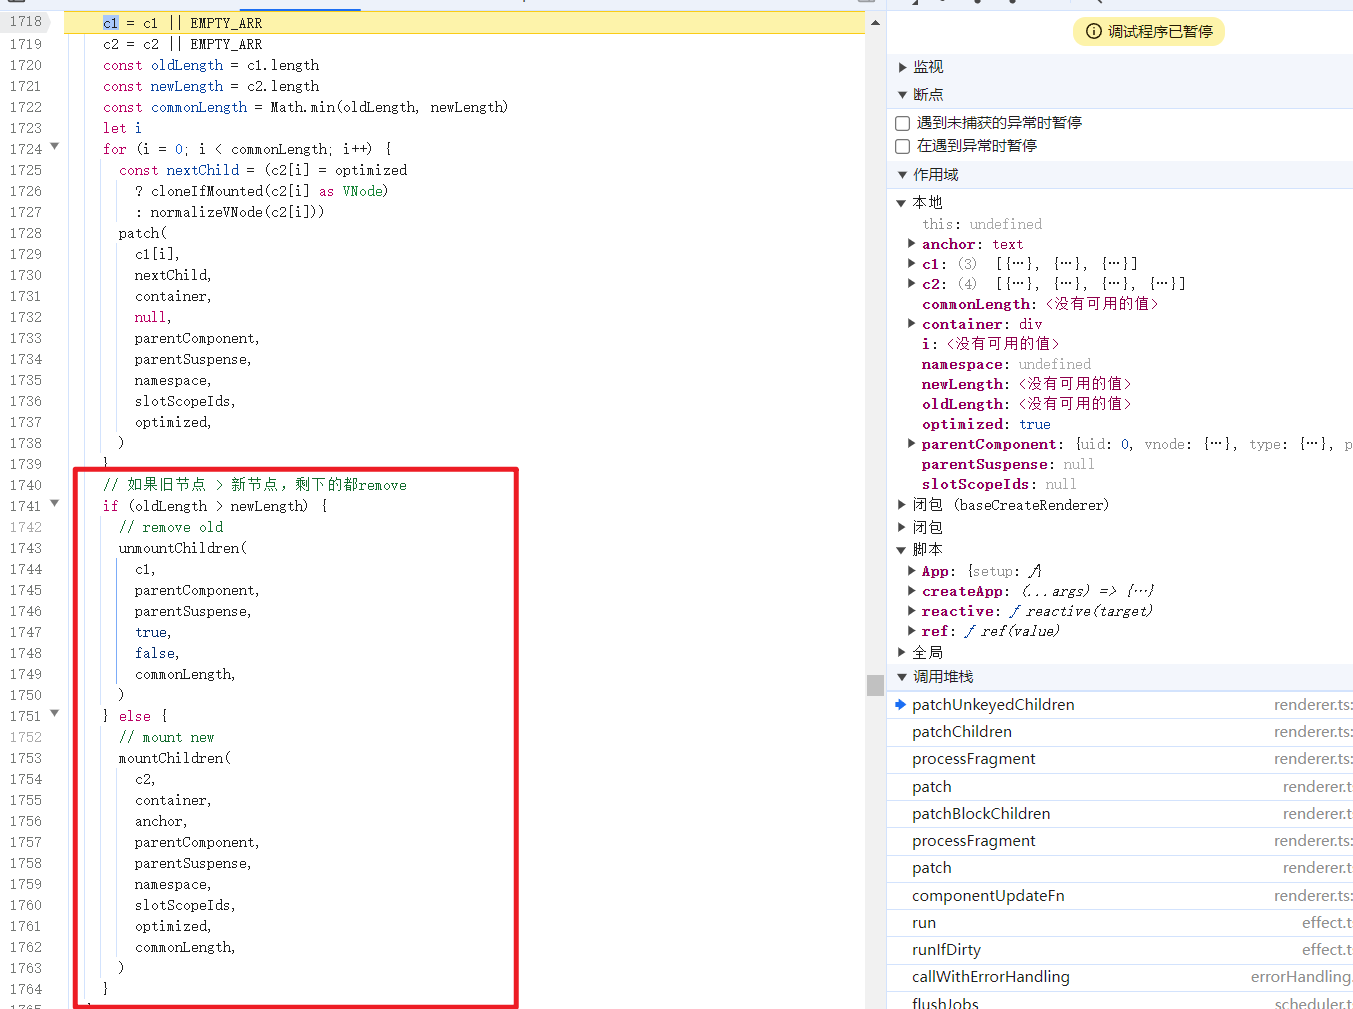 1718 c1 = c1 || EMPTY_ARR
1719 c2 = c2 || EMPTY_ARR
1720 const oldLength = c1.length
1721 const newLength = c2.length
1722 const commonLength = Math.min(oldLength, newLength)
1723 let i
1724 for (i = 0; i < commonLength; i++) {
1725 const nextChild = (c2[i] = optimized
1726 ? cloneIfMounted(c2[i] as VNode)
1727 : normalizeVNode(c2[i]))
1728 patch(
1729 c1[i],
1730 nextChild,
1731 container,
1732 null,
1733 parentComponent,
1734 parentSuspense,
1735 namespace,
1736 slotScopeIds,
1737 optimized,
1738 )
1739 }
1740 // 如果旧节点 > 新节点，剩下的都remove
1741 if (oldLength > newLength) {
1742 // remove old
1743 unmountChildren(
1744 c1,
1745 parentComponent,
1746 parentSuspense,
1747 true,
1748 false,
1749 commonLength,
1750 )
1751 } else {
1752 // mount new
1753 mountChildren(
1754 c2,
1755 container,
1756 anchor,
1757 parentComponent,
1758 parentSuspense,
1759 namespace,
1760 slotScopeIds,
1761 optimized,
1762 commonLength,
1763 )
1764 }
调试程序已暂停
监视
断点
遇到未捕获的异常时暂停
在遇到异常时暂停
作用域
本地
this: undefined
anchor: text
c1: (3) [{…}, {…}, {…}]
c2: (4) [{…}, {…}, {…}, {…}]
commonLength: <没有可用的值>
container: div
i: <没有可用的值>
namespace: undefined
newLength: <没有可用的值>
oldLength: <没有可用的值>
optimized: true
parentComponent: {uid: 0, vnode: {…}, type: {…}, p
parentSuspense: null
slotScopeIds: null
闭包 (baseCreateRenderer)
闭包
脚本
App: {setup: ƒ}
createApp: (...args) => {…}
reactive: ƒ reactive(target)
ref: ƒ ref(value)
全局
调用堆栈
patchUnkeyedChildren renderer.ts:
patchChildren renderer.ts:
processFragment renderer.ts:
patch renderer.t
patchBlockChildren renderer.t
processFragment renderer.ts:
patch renderer.t
componentUpdateFn renderer.ts:
run effect.t
runIfDirty effect.t
callWithErrorHandling errorHandling.
flushJobs scheduler.t